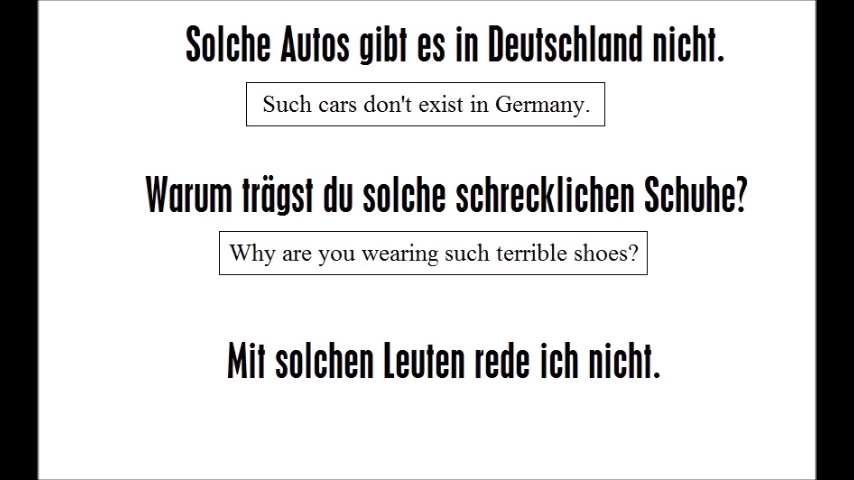 Solche Autos gibt es in Deutschland nicht.
Such cars don't exist in Germany.
Warum trägst du solche schrecklichen Schuhe?
Why are you wearing such terrible shoes?
Mit solchen Leuten rede ich nicht.